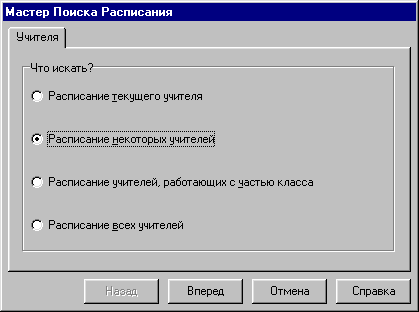 Мастер Поиска Расписания
Учителя
Что искать?
Расписание текущего учителя
Расписание некоторых учителей
Расписание учителей, работающих с частью класса
Расписание всех учителей
Назад Вперед Отмена Справка